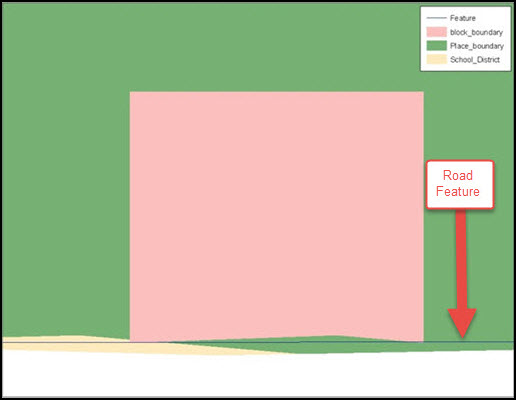 Feature
block_boundary
Place_boundary
School_District
Road
Feature